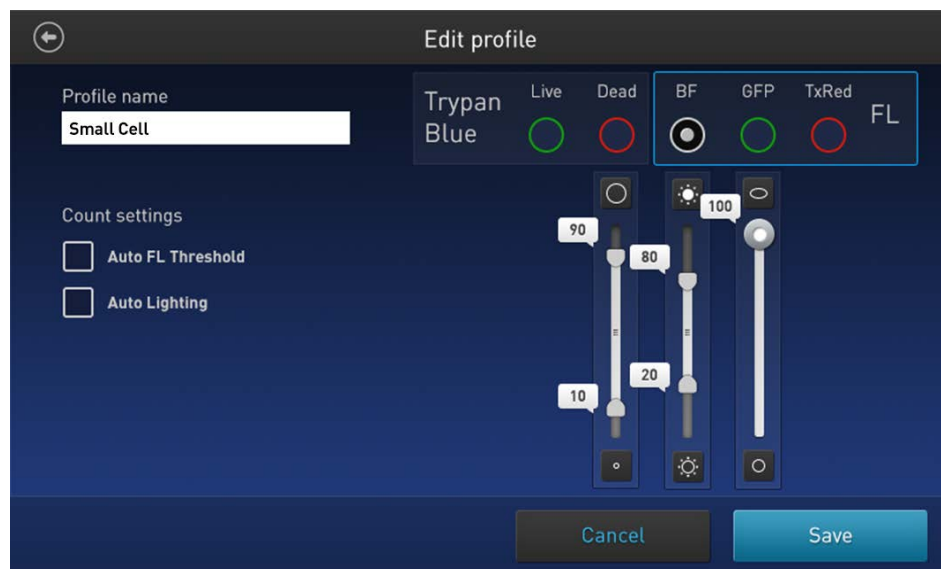 Edit profile
Profile name
Small Cell
Trypan
Blue
Live
Dead
BF
GFP
TxRed
FL
Count settings
Auto FL Threshold
Auto Lighting
90
10
80
20
100
Cancel
Save